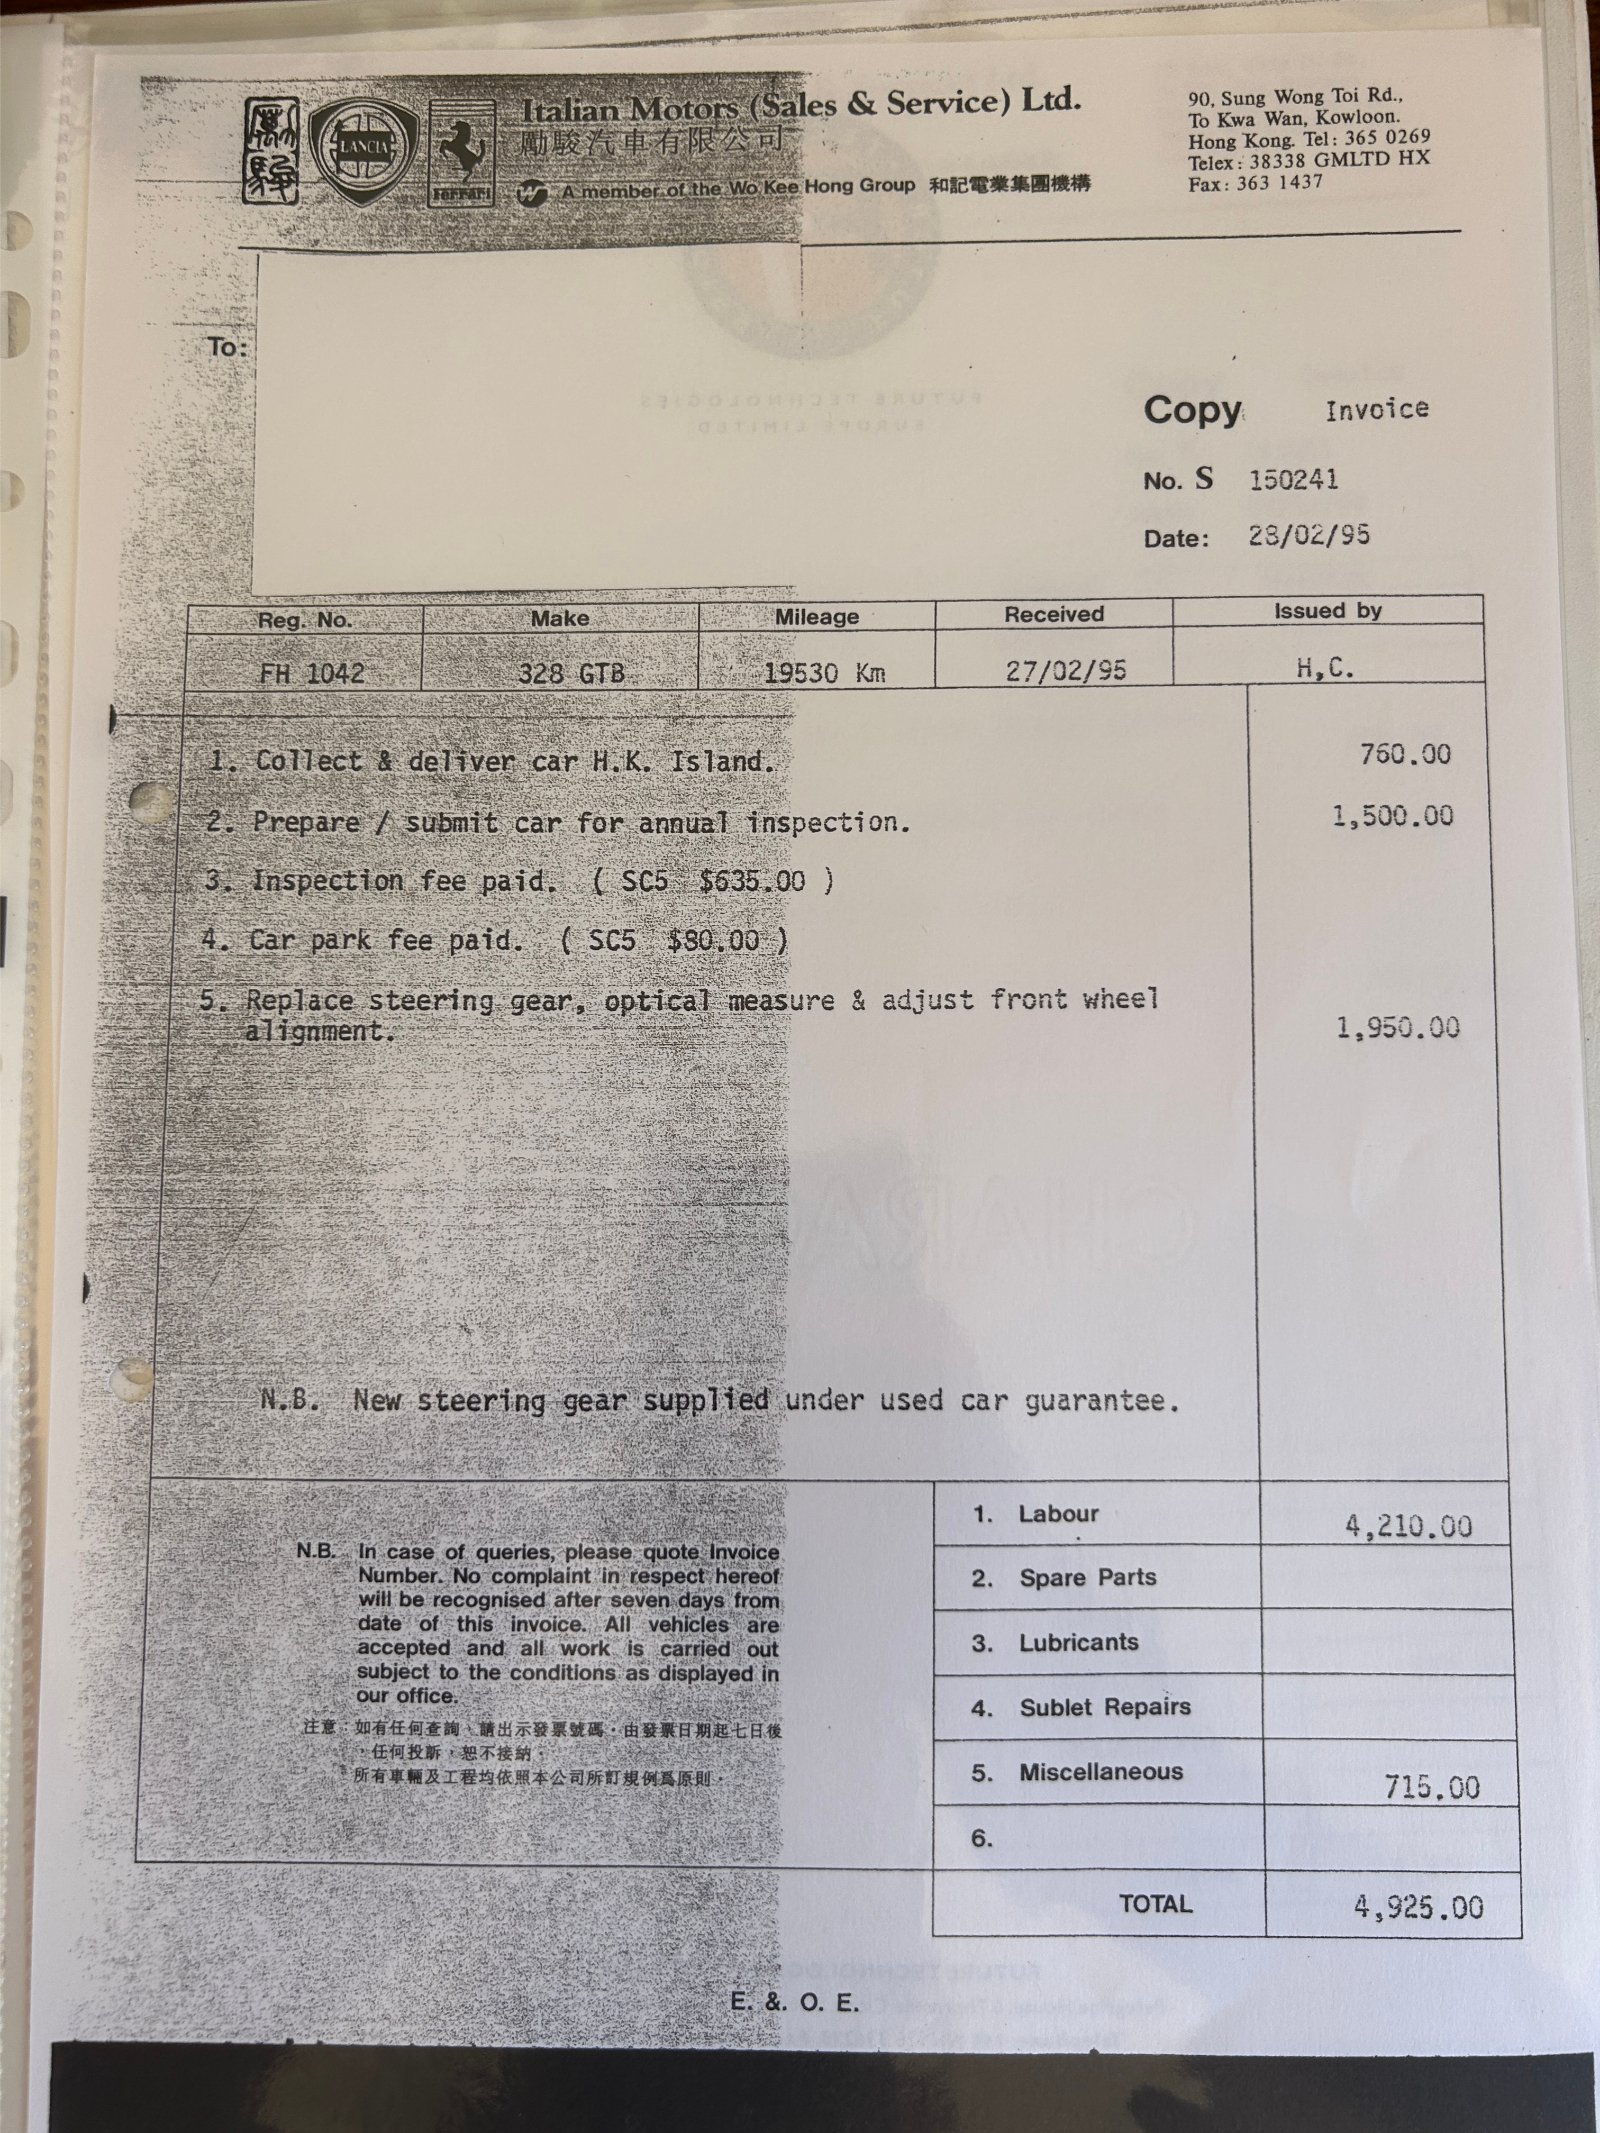 Italian Motors (Sales & Service) Ltd.
勵駿汽車有限公司
A member of the Wo Kee Hong Group 和記電業集團機構
LANCIA
Ferrari
90, Sung Wong Toi Rd.,
To Kwa Wan, Kowloon.
Hong Kong. Tel: 365 0269
Telex: 38338 GMLTD HX
Fax: 363 1437
To:
FUTURE TECHNOLOGIES
EUROPE LIMITED
Copy Invoice
No. S 150241
Date: 28/02/95
Reg. No. Make Mileage Received Issued by
FH 1042 328 GTB 19530 Km 27/02/95 H,C.
1. Collect & deliver car H.K. Island. 760.00
2. Prepare / submit car for annual inspection. 1,500.00
3. Inspection fee paid. ( SC5 $635.00 )
4. Car park fee paid. ( SC5 $80.00 )
5. Replace steering gear, optical measure & adjust front wheel
alignment. 1,950.00
N.B. New steering gear supplied under used car guarantee.
N.B. In case of queries, please quote Invoice
Number. No complaint in respect hereof
will be recognised after seven days from
date of this invoice. All vehicles are
accepted and all work is carried out
subject to the conditions as displayed in
our office.
注意：如有任何查詢、請出示發票號碼・由發票日期起七日後
，任何投訴，恕不接納・
所有車輛及工程均依照本公司所訂規例爲原則・
1. Labour 4,210.00
2. Spare Parts
3. Lubricants
4. Sublet Repairs
5. Miscellaneous 715.00
6.
TOTAL 4,925.00
E. &. O. E.